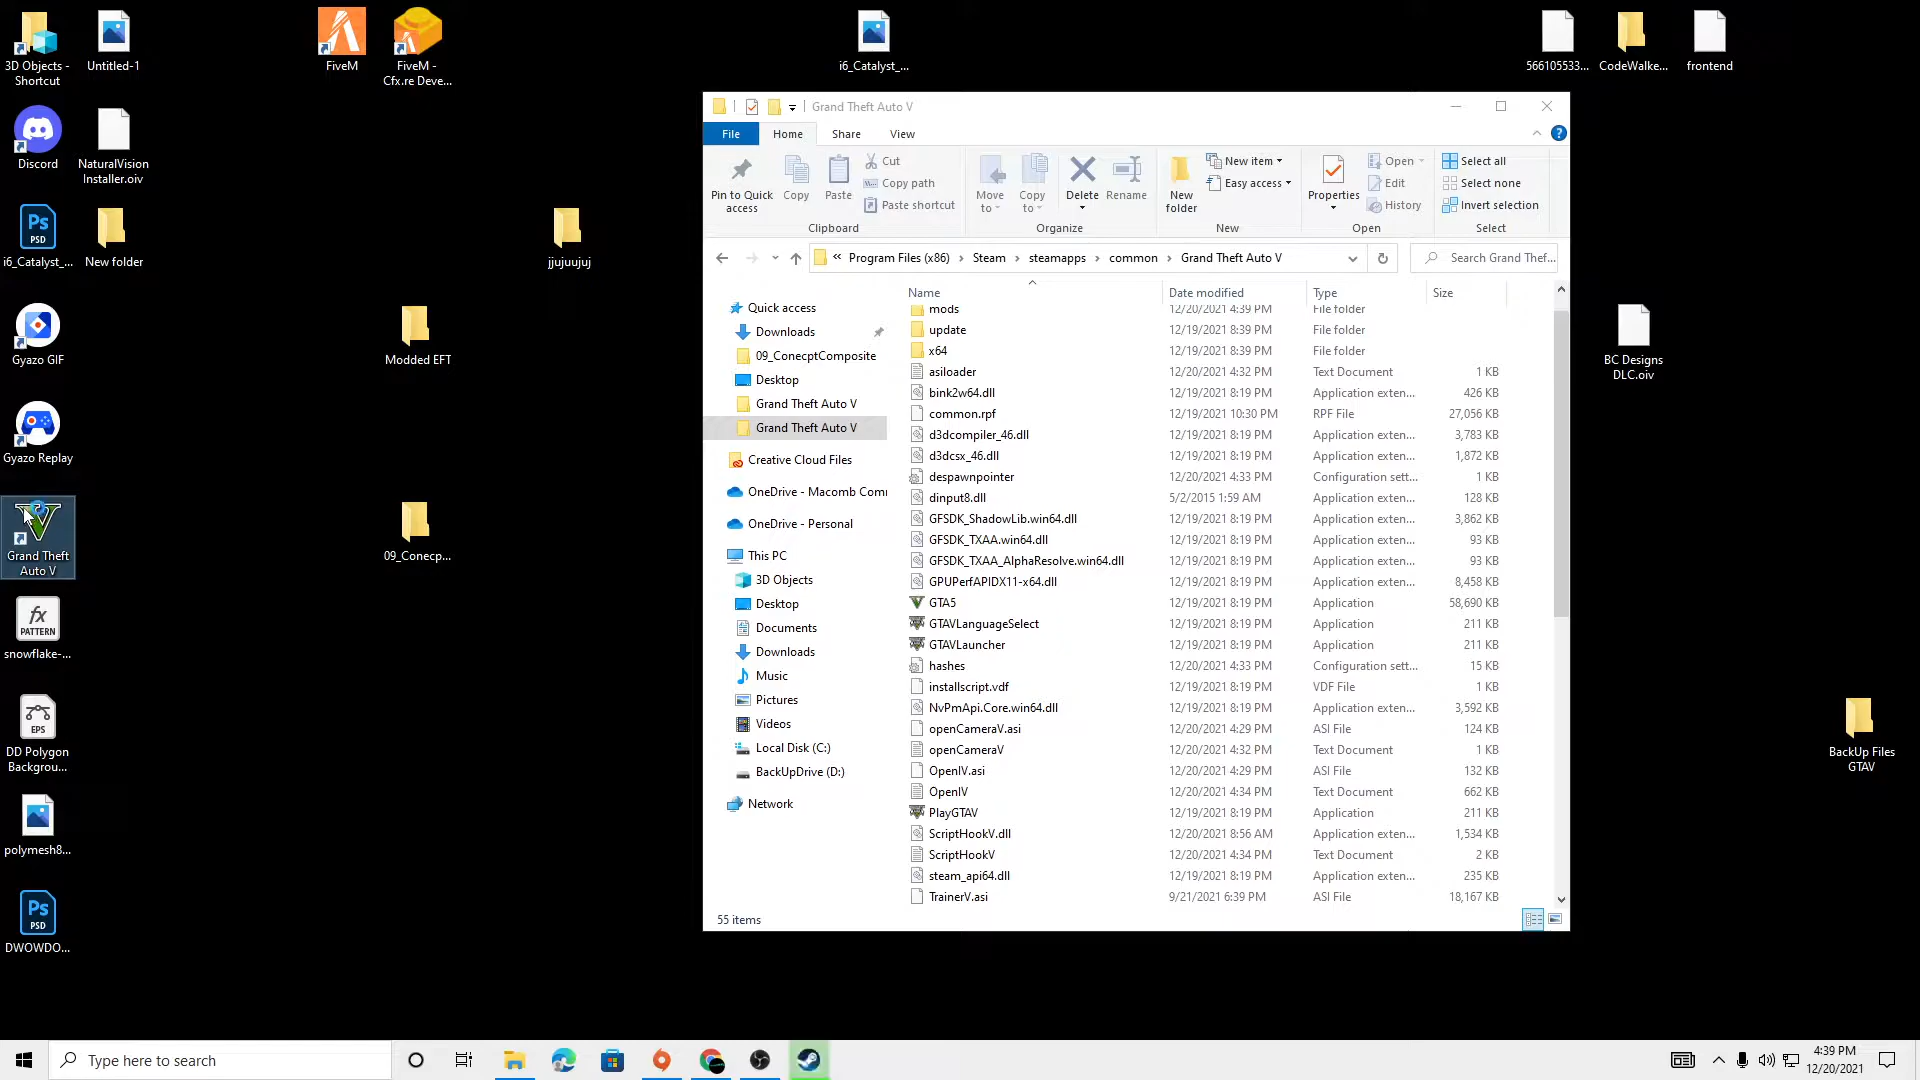 3D Objects -
Shortcut
Untitled-1
FiveM
FiveM -
Cfx.re Deve...
i6_Catalyst_...
566105533...
CodeWalke...
frontend
Discord
NaturalVision
Installer.oiv
Ps
PSD
i6_Catalyst_...
New folder
jjujuujuj
Gyazo GIF
Modded EFT
BC Designs
DLC.oiv
Gyazo Replay
Grand Theft
Auto V
09_Conecp...
fx
PATTERN
snowflake-...
EPS
DD Polygon
Backgrou...
BackUp Files
GTAV
polymesh8...
Ps
PSD
DWOWDO...
Grand Theft Auto V
File Home Share View
Pin to Quick
access
Copy
Paste
Cut
Copy path
Paste shortcut
Clipboard
Move
to
Copy
to
Delete
Rename
Organize
New
folder
New item
Easy access
New
Properties
Open
Edit
History
Open
Select all
Select none
Invert selection
Select
« Program Files (x86) › Steam › steamapps › common › Grand Theft Auto V
Search Grand Thef...
Quick access
Downloads
09_ConecptComposite
Desktop
Grand Theft Auto V
Grand Theft Auto V
Creative Cloud Files
OneDrive - Macomb Com
OneDrive - Personal
This PC
3D Objects
Desktop
Documents
Downloads
Music
Pictures
Videos
Local Disk (C:)
BackUpDrive (D:)
Network
Name Date modified Type Size
mods 12/20/2021 4:39 PM File folder
update 12/19/2021 8:39 PM File folder
x64 12/19/2021 8:39 PM File folder
asiloader 12/20/2021 4:32 PM Text Document 1 KB
bink2w64.dll 12/19/2021 8:19 PM Application exten... 426 KB
common.rpf 12/19/2021 10:30 PM RPF File 27,056 KB
d3dcompiler_46.dll 12/19/2021 8:19 PM Application exten... 3,783 KB
d3dcsx_46.dll 12/19/2021 8:19 PM Application exten... 1,872 KB
despawnpointer 12/20/2021 4:33 PM Configuration sett... 1 KB
dinput8.dll 5/2/2015 1:59 AM Application exten... 128 KB
GFSDK_ShadowLib.win64.dll 12/19/2021 8:19 PM Application exten... 3,862 KB
GFSDK_TXAA.win64.dll 12/19/2021 8:19 PM Application exten... 93 KB
GFSDK_TXAA_AlphaResolve.win64.dll 12/19/2021 8:19 PM Application exten... 93 KB
GPUPerfAPIDX11-x64.dll 12/19/2021 8:19 PM Application exten... 8,458 KB
GTA5 12/19/2021 8:19 PM Application 58,690 KB
GTAVLanguageSelect 12/19/2021 8:19 PM Application 211 KB
GTAVLauncher 12/19/2021 8:19 PM Application 211 KB
hashes 12/20/2021 4:33 PM Configuration sett... 15 KB
installscript.vdf 12/19/2021 8:19 PM VDF File 1 KB
NvPmApi.Core.win64.dll 12/19/2021 8:19 PM Application exten... 3,592 KB
openCameraV.asi 12/20/2021 4:29 PM ASI File 124 KB
openCameraV 12/20/2021 4:32 PM Text Document 1 KB
OpenIV.asi 12/20/2021 4:29 PM ASI File 132 KB
OpenIV 12/20/2021 4:34 PM Text Document 662 KB
PlayGTAV 12/19/2021 8:19 PM Application 211 KB
ScriptHookV.dll 12/20/2021 8:56 AM Application exten... 1,534 KB
ScriptHookV 12/20/2021 4:34 PM Text Document 2 KB
steam_api64.dll 12/19/2021 8:19 PM Application exten... 235 KB
TrainerV.asi 9/21/2021 6:39 PM ASI File 18,167 KB
55 items
Type here to search
4:39 PM
12/20/2021